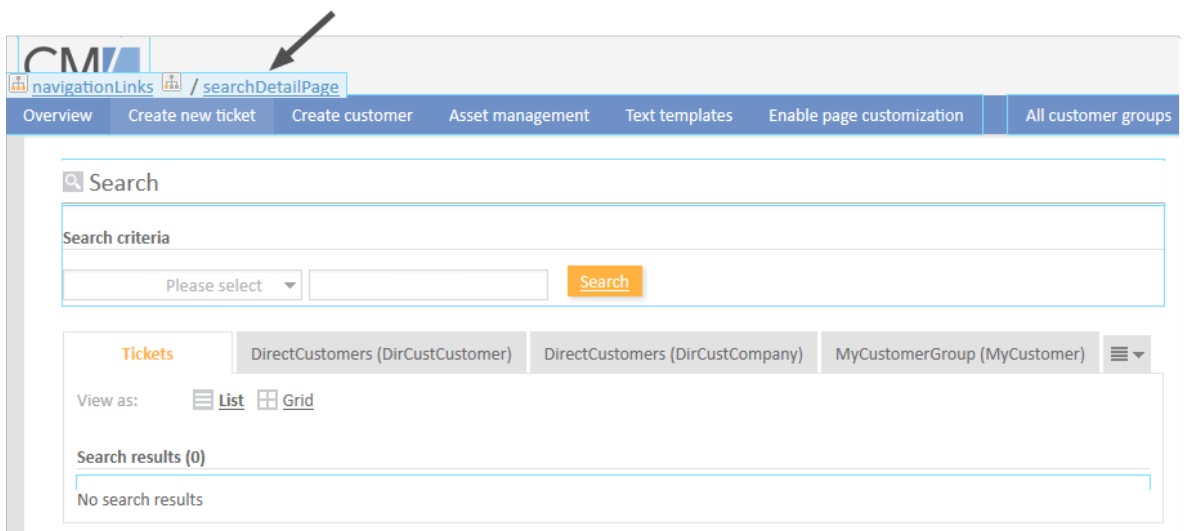 CM/
navigationLinks / searchDetailPage
Overview Create new ticket Create customer Asset management Text templates Enable page customization All customer groups
Search
Search criteria
Please select Search
Tickets DirectCustomers (DirCustCustomer) DirectCustomers (DirCustCompany) MyCustomerGroup (MyCustomer)
View as: List Grid
Search results (0)
No search results